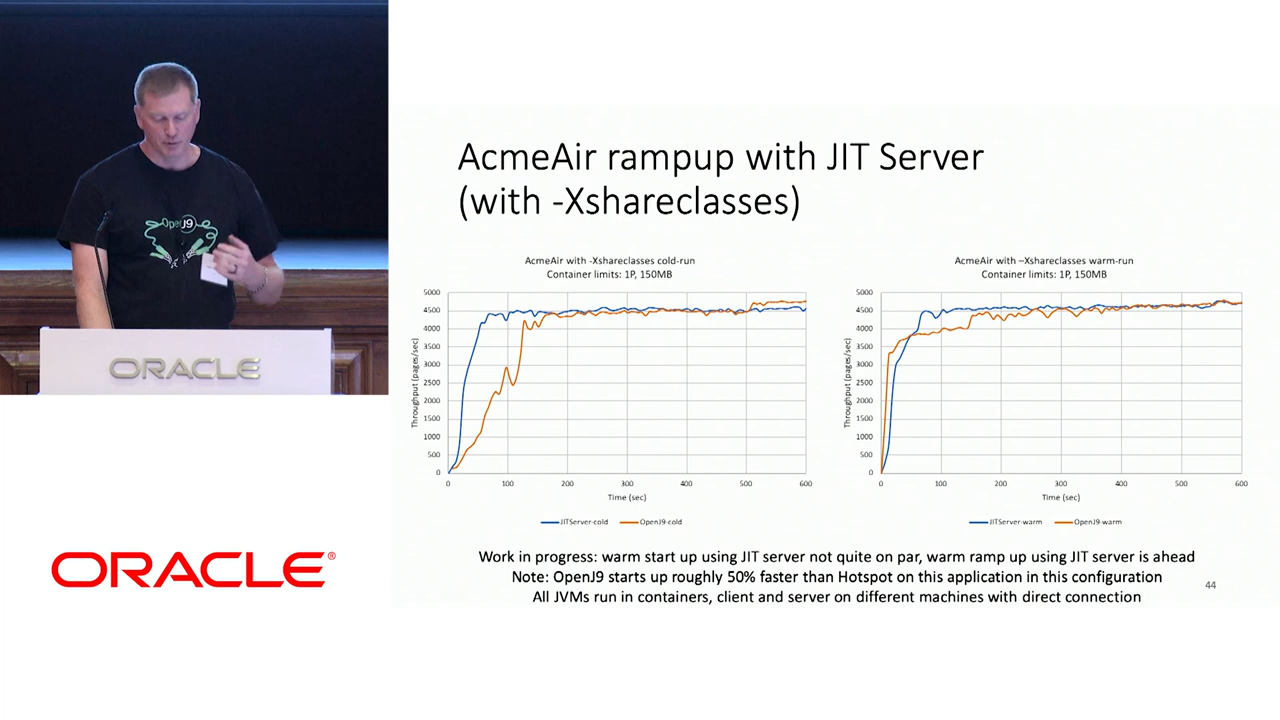 OpenJ9
ORACLE
ORACLE®
AcmeAir rampup with JIT Server
(with -Xshareclasses)
AcmeAir with -Xshareclasses cold-run
Container limits: 1P, 150MB
5000
4500
4000
3500
3000
2500
2000
1500
1000
500
0
Throughput (pages/sec)
0 100 200 300 400 500 600
Time (sec)
JITServer-cold OpenJ9-cold
AcmeAir with –Xshareclasses warm-run
Container limits: 1P, 150MB
5000
4500
4000
3500
3000
2500
2000
1500
1000
500
0
Throughput (pages/sec)
0 100 200 300 400 500 600
Time (sec)
JITServer-warm OpenJ9-warm
Work in progress: warm start up using JIT server not quite on par, warm ramp up using JIT server is ahead
Note: OpenJ9 starts up roughly 50% faster than Hotspot on this application in this configuration
All JVMs run in containers, client and server on different machines with direct connection
44